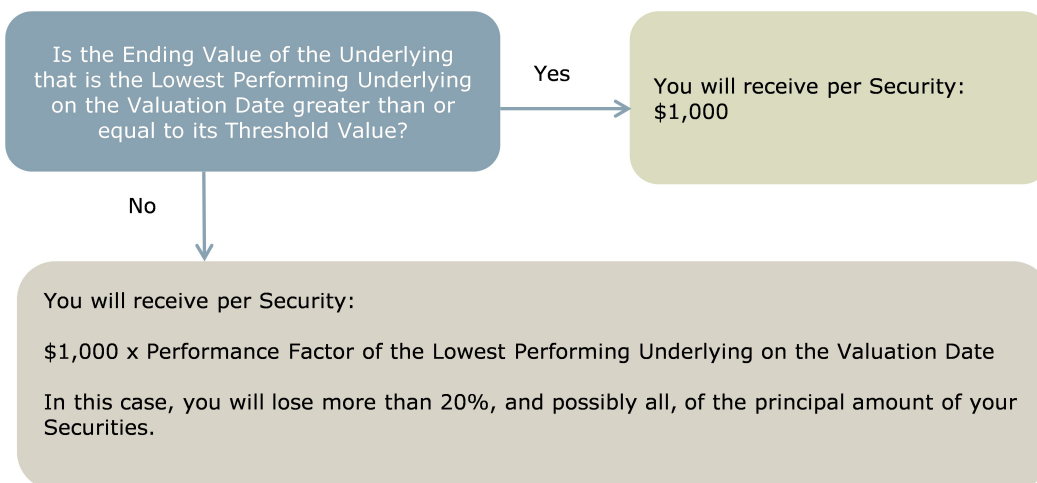 Is the Ending Value of the Underlying
that is the Lowest Performing Underlying
on the Valuation Date greater than or
equal to its Threshold Value?
Yes
You will receive per Security:
$1,000
No
You will receive per Security:
$1,000 x Performance Factor of the Lowest Performing Underlying on the Valuation Date
In this case, you will lose more than 20%, and possibly all, of the principal amount of your
Securities.